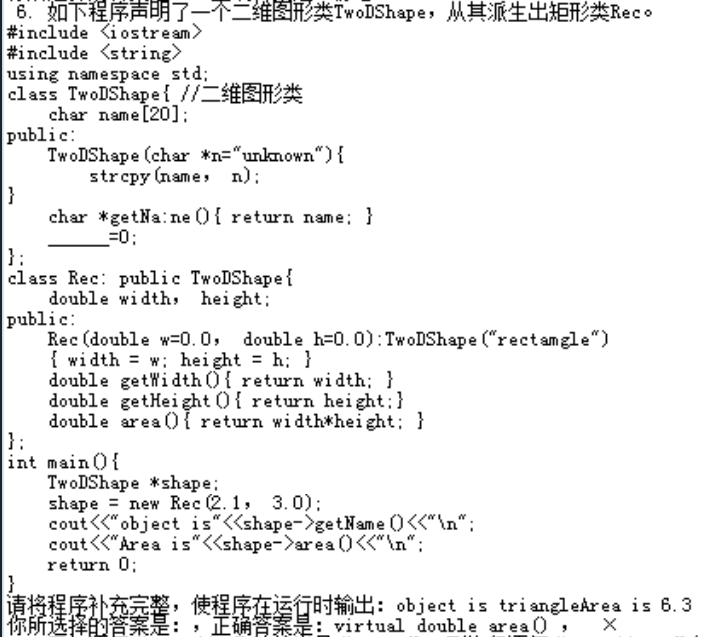 6. 如下程序声明了一个二维图形类TwoDShape，从其派生出矩形类Rec。
#include <iostream>
#include <string>
using namespace std;
class TwoDShape{ //二维图形类
    char name[20];
public:
    TwoDShape(char *n="unknown"){
        strcpy(name， n);
}
    char *getNa:ne(){ return name; }
    ______=0;
};
class Rec: public TwoDShape{
    double width， height;
public:
    Rec(double w=0.0， double h=0.0):TwoDShape("rectamgle")
    { width = w; height = h; }
    double getWidth(){ return width; }
    double getHeight(){ return height;}
    double area(){ return width*height; }
};
int main(){
    TwoDShape *shape;
    shape = new Rec(2.1， 3.0);
    cout<<"object is"<<shape->getName()<<"\n";
    cout<<"Area is"<<shape->area()<<"\n";
    return 0;
}
请将程序补充完整，使程序在运行时输出：object is triangleArea is 6.3
你所选择的答案是：，正确答案是：virtual double area() ， ×